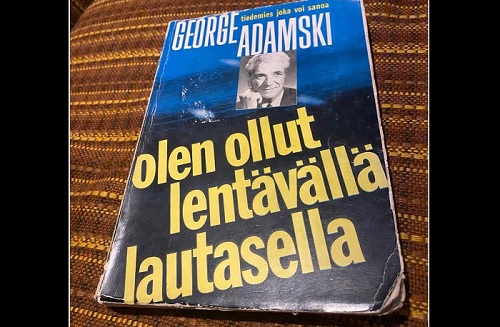 tiedemies joka voi sanoa
GEORGE
ADAMSKI
olen ollut
lentävällä
lautasella